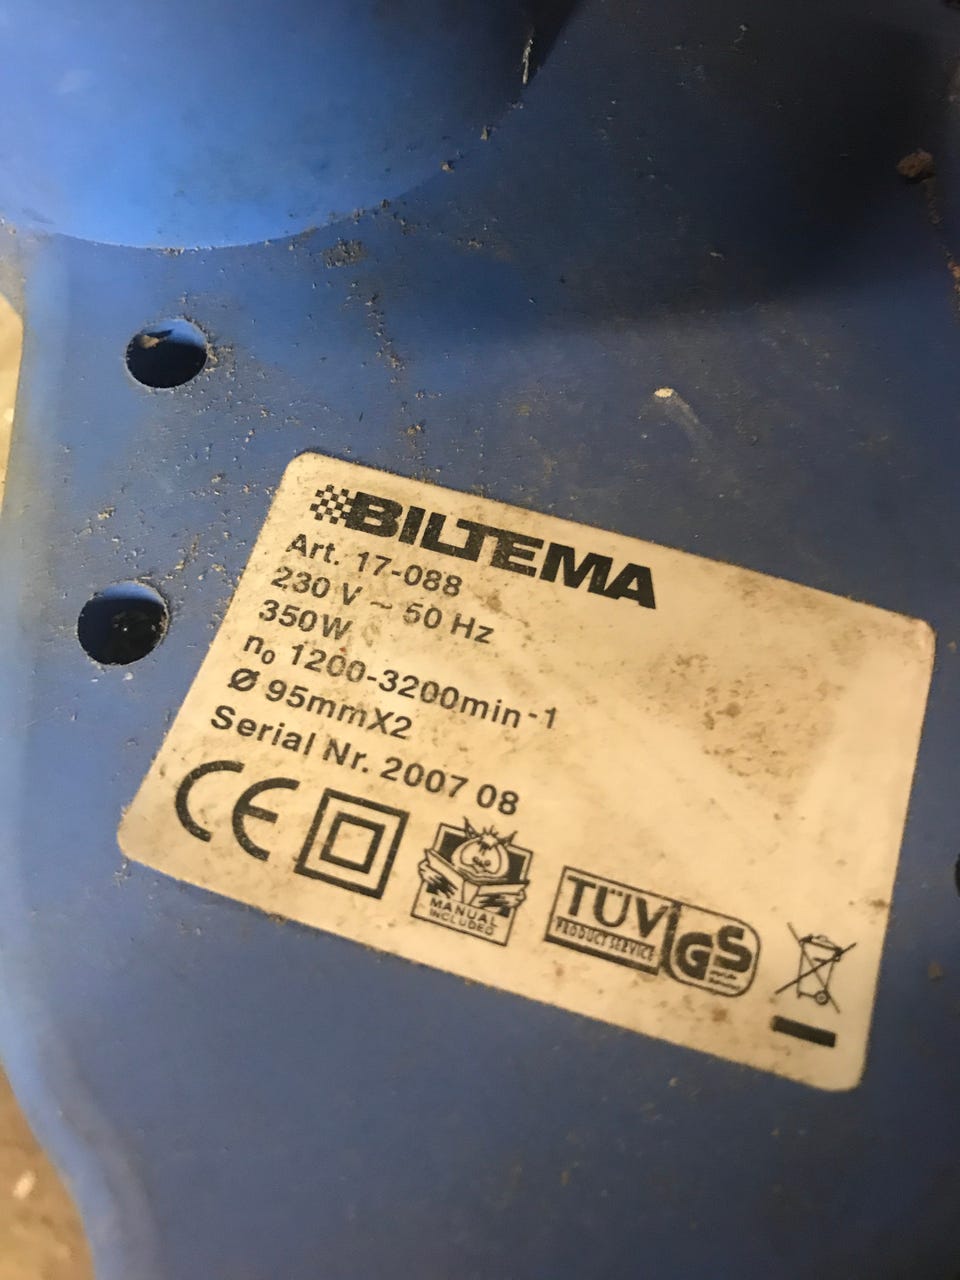 BILTEMA
Art. 17-088
230 V ~ 50 Hz
350W
n₀ 1200-3200min-1
Ø 95mmX2
Serial Nr. 2007 08
CE
MANUAL
INCLUDED
TÜV
PRODUCT SERVICE
GS